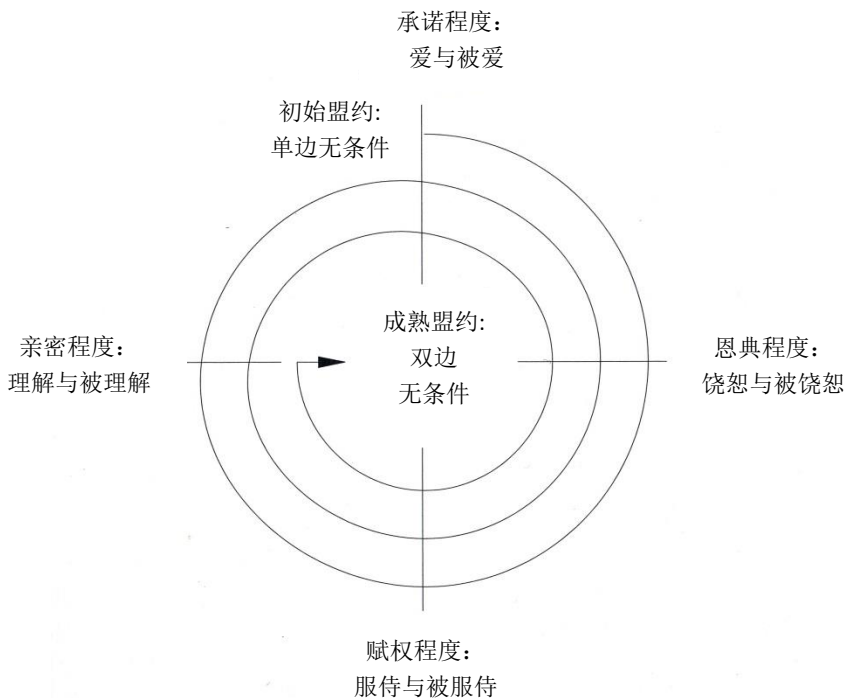 承诺程度：
爱与被爱
初始盟约:
单边无条件
成熟盟约:
双边
无条件
亲密程度：
理解与被理解
恩典程度：
饶恕与被饶恕
赋权程度：
服侍与被服侍